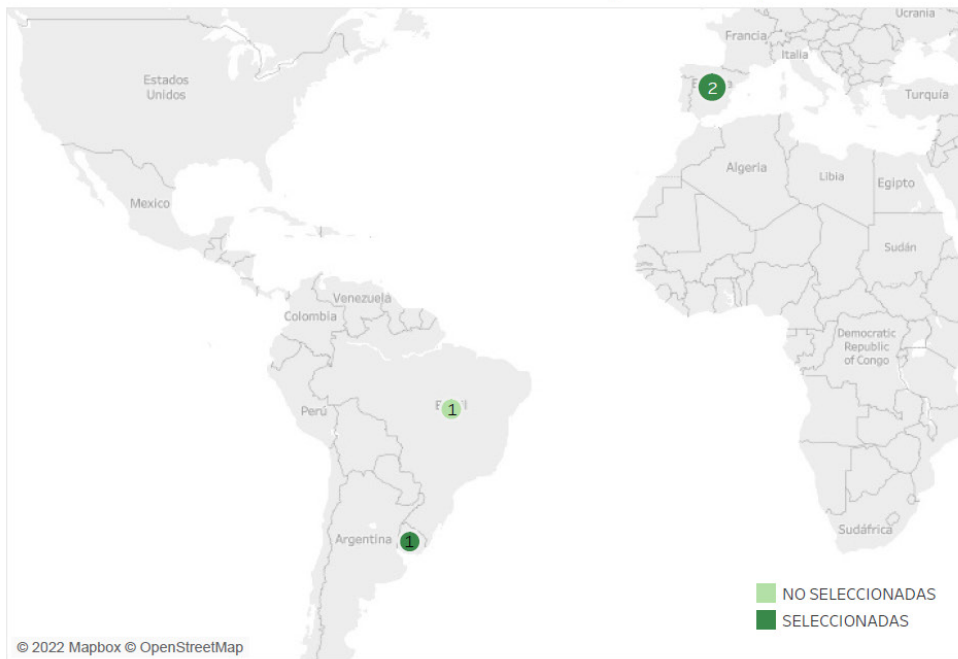 Ucrania
Francia
Italia
2
Turquía
Estados
Unidos
Algeria
Libia
Egipto
Mexico
Sudán
Venezuela
Colombia
Democratic
Republic
of Congo
Perú
1
Argentina
1
Sudáfrica
NO SELECCIONADAS
SELECCIONADAS
© 2022 Mapbox © OpenStreetMap